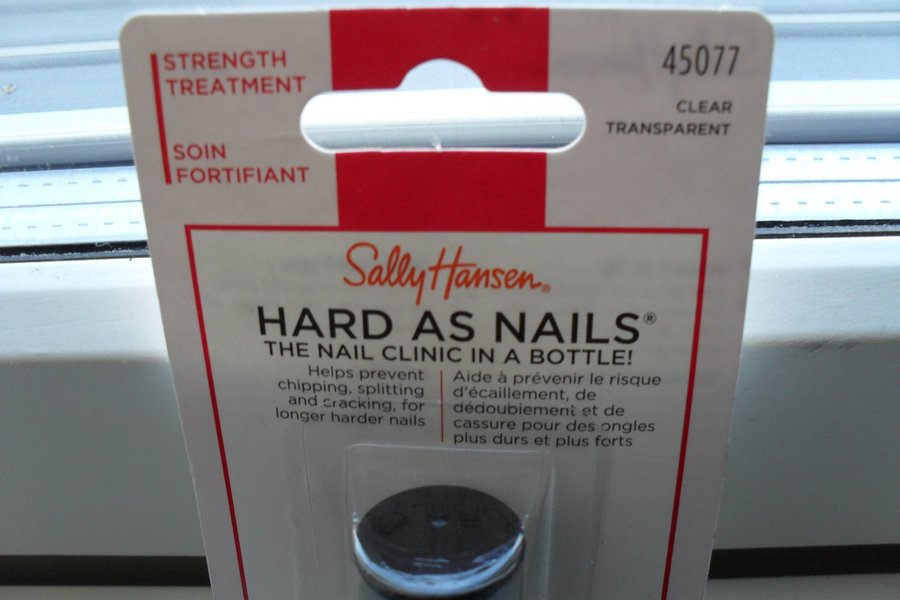 STRENGTH
TREATMENT
SOIN
FORTIFIANT
45077
CLEAR
TRANSPARENT
Sally Hansen®
HARD AS NAILS®
THE NAIL CLINIC IN A BOTTLE!
Helps prevent
chipping, splitting
and cracking, for
longer harder nails
Aide à prévenir le risque
d'écaillement, de
dédoublement et de
cassure pour des ongles
plus durs et plus forts